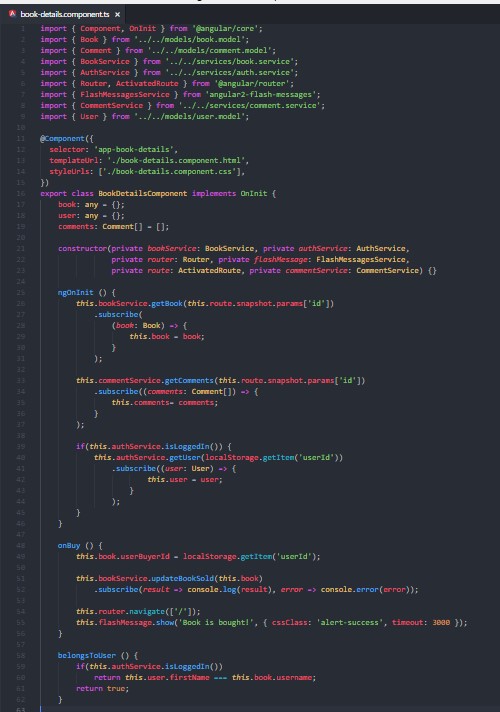 book-details.component.ts ×
1 import { Component, OnInit } from '@angular/core';
2 import { Book } from '../../models/book.model';
3 import { Comment } from '../../models/comment.model';
4 import { BookService } from '../../services/book.service';
5 import { AuthService } from '../../services/auth.service';
6 import { Router, ActivatedRoute } from '@angular/router';
7 import { FlashMessagesService } from 'angular2-flash-messages';
8 import { CommentService } from '../../services/comment.service';
9 import { User } from '../../models/user.model';
10
11 @Component({
12 selector: 'app-book-details',
13 templateUrl: './book-details.component.html',
14 styleUrls: ['./book-details.component.css'],
15 })
16 export class BookDetailsComponent implements OnInit {
17 book: any = {};
18 user: any = {};
19 comments: Comment[] = [];
20
21 constructor(private bookService: BookService, private authService: AuthService,
22 private router: Router, private flashMessage: FlashMessagesService,
23 private route: ActivatedRoute, private commentService: CommentService) {}
24
25 ngOnInit () {
26 this.bookService.getBook(this.route.snapshot.params['id'])
27 .subscribe(
28 (book: Book) => {
29 this.book = book;
30 }
31 );
32
33 this.commentService.getComments(this.route.snapshot.params['id'])
34 .subscribe((comments: Comment[]) => {
35 this.comments= comments;
36 }
37 );
38
39 if(this.authService.isLoggedIn()) {
40 this.authService.getUser(localStorage.getItem('userId'))
41 .subscribe((user: User) => {
42 this.user = user;
43 }
44 );
45 }
46 }
47
48 onBuy () {
49 this.book.userBuyerId = localStorage.getItem('userId');
50
51 this.bookService.updateBookSold(this.book)
52 .subscribe(result => console.log(result), error => console.error(error));
53
54 this.router.navigate(['/']);
55 this.flashMessage.show('Book is bought!', { cssClass: 'alert-success', timeout: 3000 });
56 }
57
58 belongsToUser () {
59 if(this.authService.isLoggedIn())
60 return this.user.firstName === this.book.username;
61 return true;
62 }
63